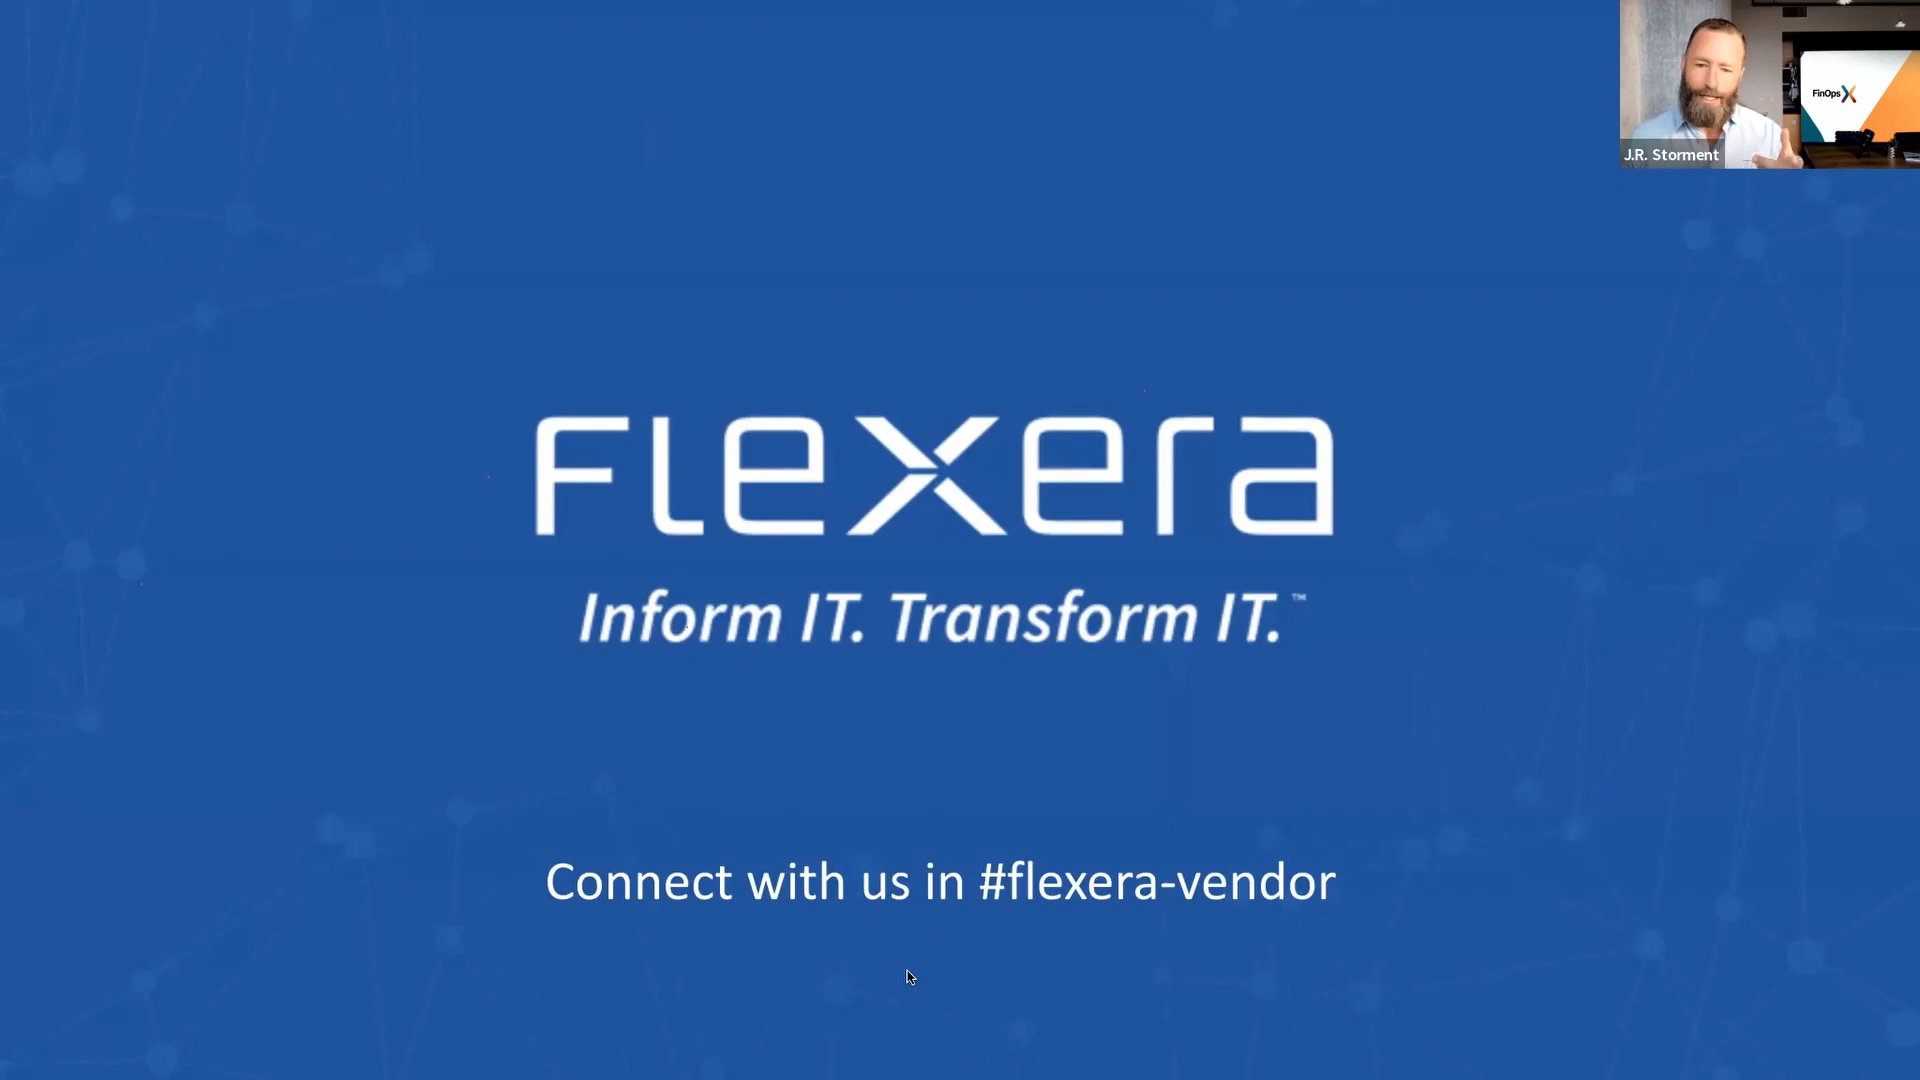 FinOps X
J.R. Storment
Flexera
Inform IT. Transform IT.™
Connect with us in #flexera-vendor